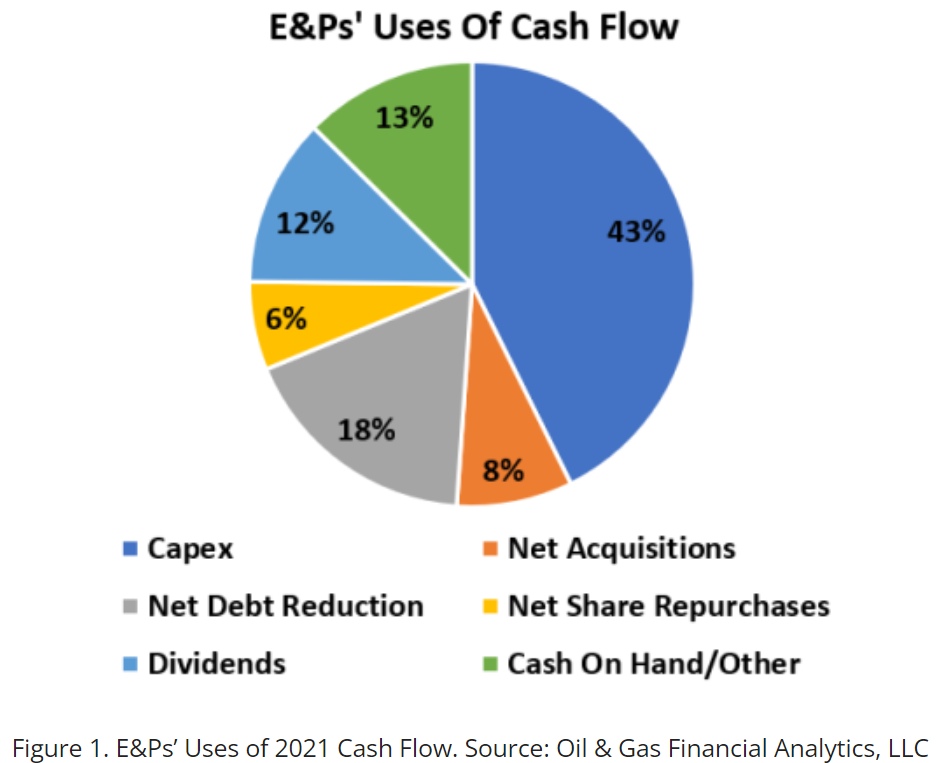 E&Ps' Uses Of Cash Flow
13%
43%
12%
6%
18%
8%
Capex
Net Acquisitions
Net Debt Reduction
Net Share Repurchases
Dividends
Cash On Hand/Other
Figure 1. E&Ps’ Uses of 2021 Cash Flow. Source: Oil & Gas Financial Analytics, LLC